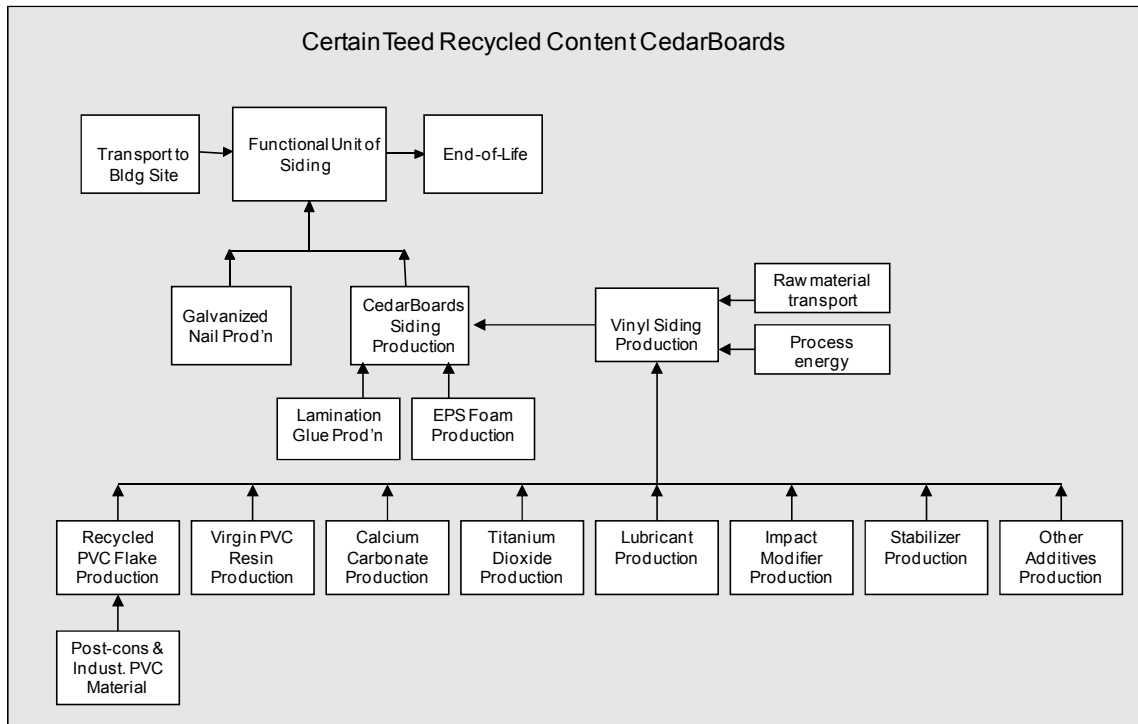 CertainTeed Recycled Content CedarBoards
Transport to
Bldg Site
Functional Unit of
Siding
End-of-Life
Galvanized
Nail Prod'n
CedarBoards
Siding
Production
Vinyl Siding
Production
Raw material
transport
Process
energy
Lamination
Glue Prod'n
EPS Foam
Production
Recycled
PVC Flake
Production
Virgin PVC
Resin
Production
Calcium
Carbonate
Production
Titanium
Dioxide
Production
Lubricant
Production
Impact
Modifier
Production
Stabilizer
Production
Other
Additives
Production
Post-cons &
Indust. PVC
Material